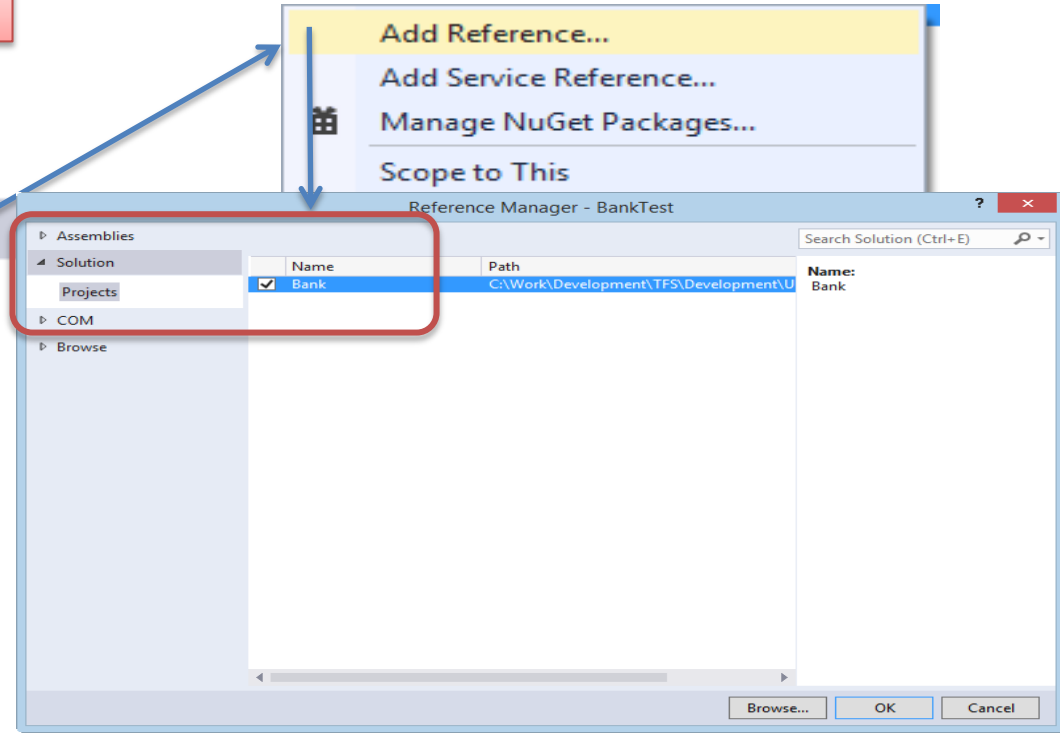 Add Reference...
Add Service Reference...
Manage NuGet Packages...
Scope to This
Reference Manager - BankTest
? ×
Assemblies
Search Solution (Ctrl+E)
Solution
Name Path
Name:
Projects
Bank C:\Work\Development\TFS\Development\U
Bank
COM
Browse
Browse... OK Cancel